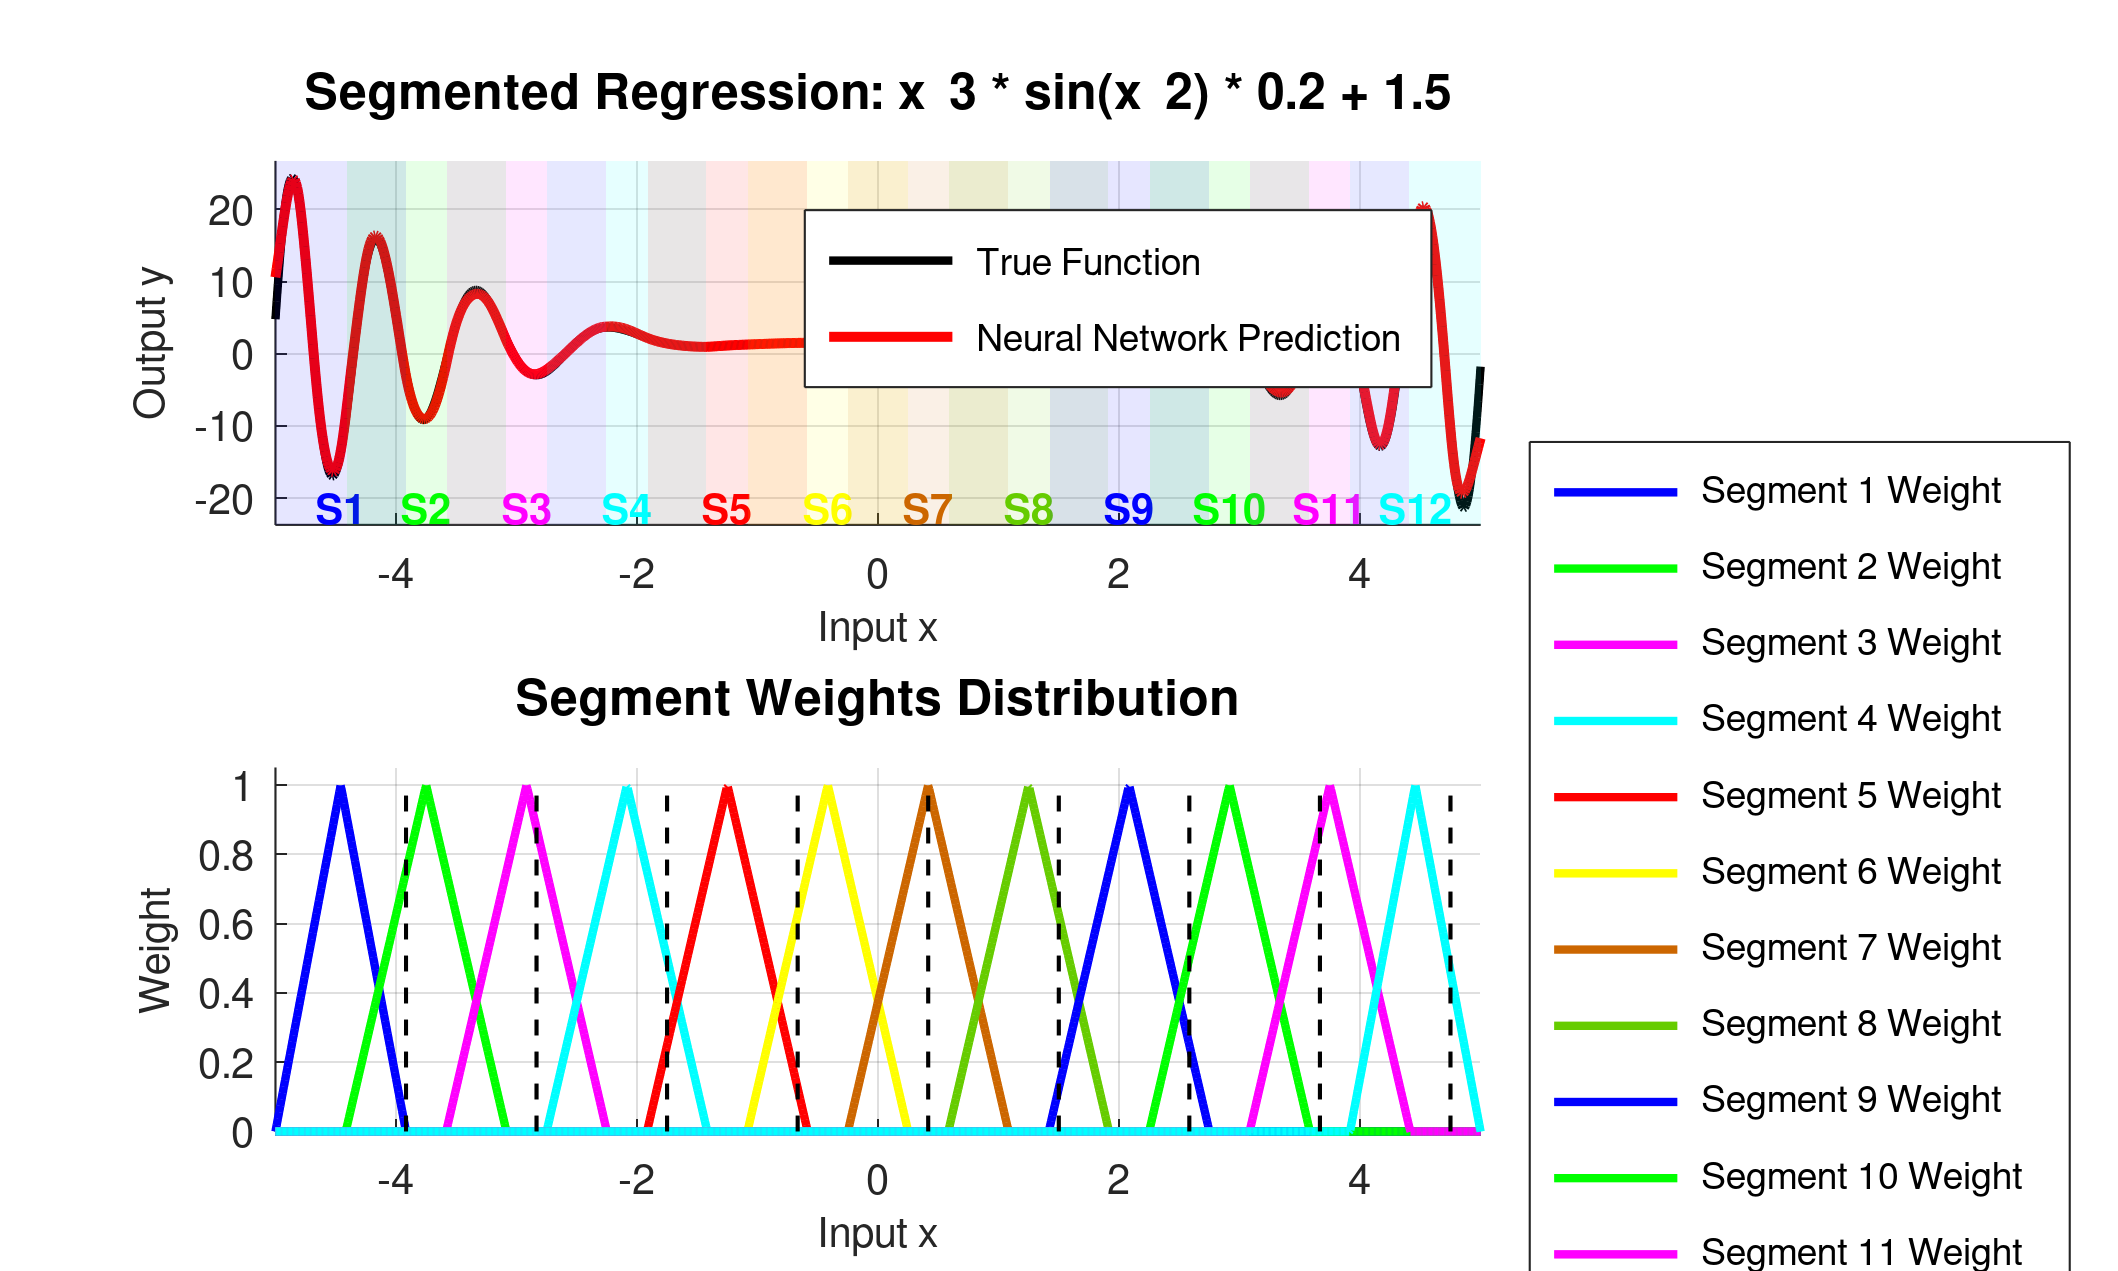 Segmented Regression: x 3 * sin(x 2) * 0.2 + 1.5
Output y
20
10
0
-10
-20
True Function
Neural Network Prediction
S1 S2 S3 S4 S5 S6 S7 S8 S9 S10 S11 S12
-4 -2 0 2 4
Input x
Segment Weights Distribution
Weight
1
0.8
0.6
0.4
0.2
0
-4 -2 0 2 4
Input x
Segment 1 Weight
Segment 2 Weight
Segment 3 Weight
Segment 4 Weight
Segment 5 Weight
Segment 6 Weight
Segment 7 Weight
Segment 8 Weight
Segment 9 Weight
Segment 10 Weight
Segment 11 Weight